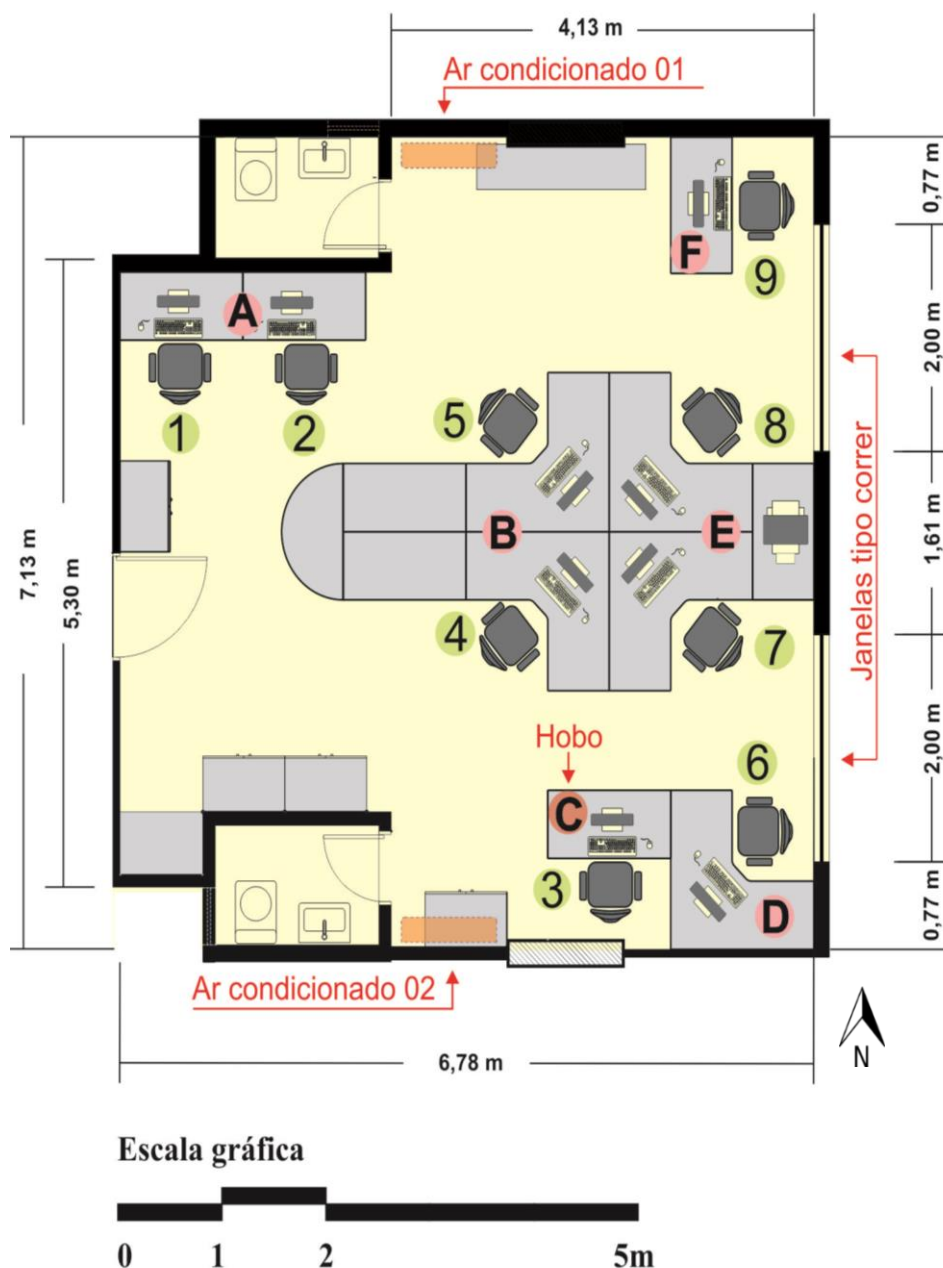 4,13 m
Ar condicionado 01
0,77 m
F
9
A
2,00 m
1
2
5
8
7,13 m
5,30 m
B
E
1,61 m
Janelas tipo correr
4
7
Hobo
6
2,00 m
C
3
D
0,77 m
Ar condicionado 02
N
6,78 m
Escala gráfica
0 1 2 5m